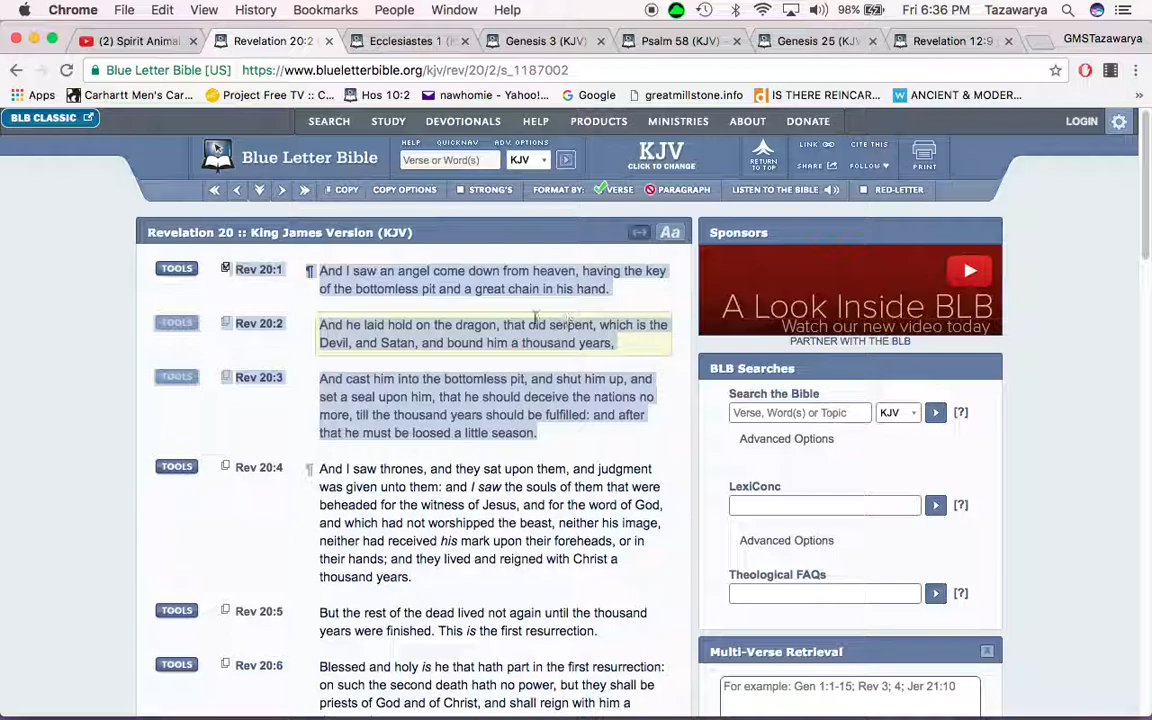 Chrome File Edit View History Bookmarks People Window Help 98% Fri 6:36 PM Tazawarya
(2) Spirit Anima
Revelation 20:2
Ecclesiastes 1 (KJV)
Genesis 3 (KJV)
Psalm 58 (KJV) –
Genesis 25 (KJV
Revelation 12:9
GMSTazawarya
Blue Letter Bible [US] https://www.blueletterbible.org/kjv/rev/20/2/s_1187002
Apps Carhartt Men's Car... Project Free TV :: C... Hos 10:2 nawhomie - Yahoo!... Google greatmillstone.info IS THERE REINCAR... ANCIENT & MODER... »
BLB CLASSIC
SEARCH STUDY DEVOTIONALS HELP PRODUCTS MINISTRIES ABOUT DONATE LOGIN
Blue Letter Bible
HELP QUICKNAV ADV. OPTIONS
Verse or Word(s) KJV
KJV
CLICK TO CHANGE
RETURN
TO TOP
LINK CITE THIS
SHARE FOLLOW
PRINT
COPY COPY OPTIONS STRONG'S FORMAT BY: VERSE PARAGRAPH LISTEN TO THE BIBLE RED-LETTER
Revelation 20 :: King James Version (KJV) Aa
TOOLS Rev 20:1 ¶ And I saw an angel come down from heaven, having the key
of the bottomless pit and a great chain in his hand.
TOOLS Rev 20:2 And he laid hold on the dragon, that old serpent, which is the
Devil, and Satan, and bound him a thousand years,
TOOLS Rev 20:3 And cast him into the bottomless pit, and shut him up, and
set a seal upon him, that he should deceive the nations no
more, till the thousand years should be fulfilled: and after
that he must be loosed a little season.
TOOLS Rev 20:4 ¶ And I saw thrones, and they sat upon them, and judgment
was given unto them: and I saw the souls of them that were
beheaded for the witness of Jesus, and for the word of God,
and which had not worshipped the beast, neither his image,
neither had received his mark upon their foreheads, or in
their hands; and they lived and reigned with Christ a
thousand years.
TOOLS Rev 20:5 But the rest of the dead lived not again until the thousand
years were finished. This is the first resurrection.
TOOLS Rev 20:6 Blessed and holy is he that hath part in the first resurrection:
on such the second death hath no power, but they shall be
priests of God and of Christ, and shall reign with him a
Sponsors
A Look Inside BLB
Watch our new video today
PARTNER WITH THE BLB
BLB Searches
Search the Bible
Verse, Word(s) or Topic KJV [?]
Advanced Options
LexiConc
[?]
Advanced Options
Theological FAQs
[?]
Multi-Verse Retrieval
For example: Gen 1:1-15; Rev 3; 4; Jer 21:10